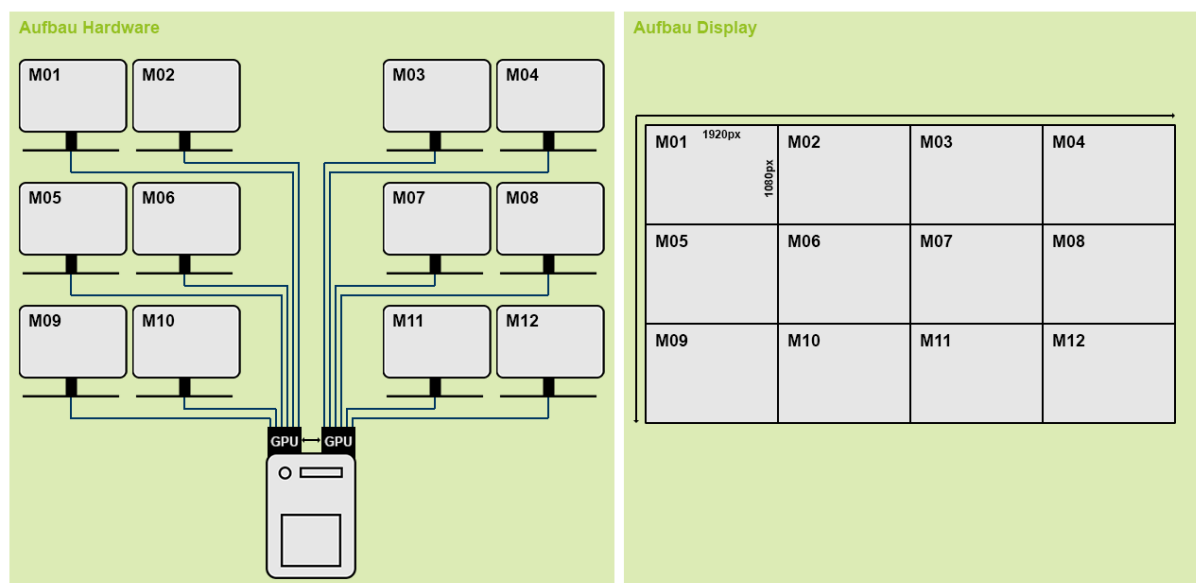 Aufbau Hardware
M01 M02 M03 M04
M05 M06 M07 M08
M09 M10 M11 M12
GPU GPU
Aufbau Display
M01 1920px M02 M03 M04
1080px
M05 M06 M07 M08
M09 M10 M11 M12